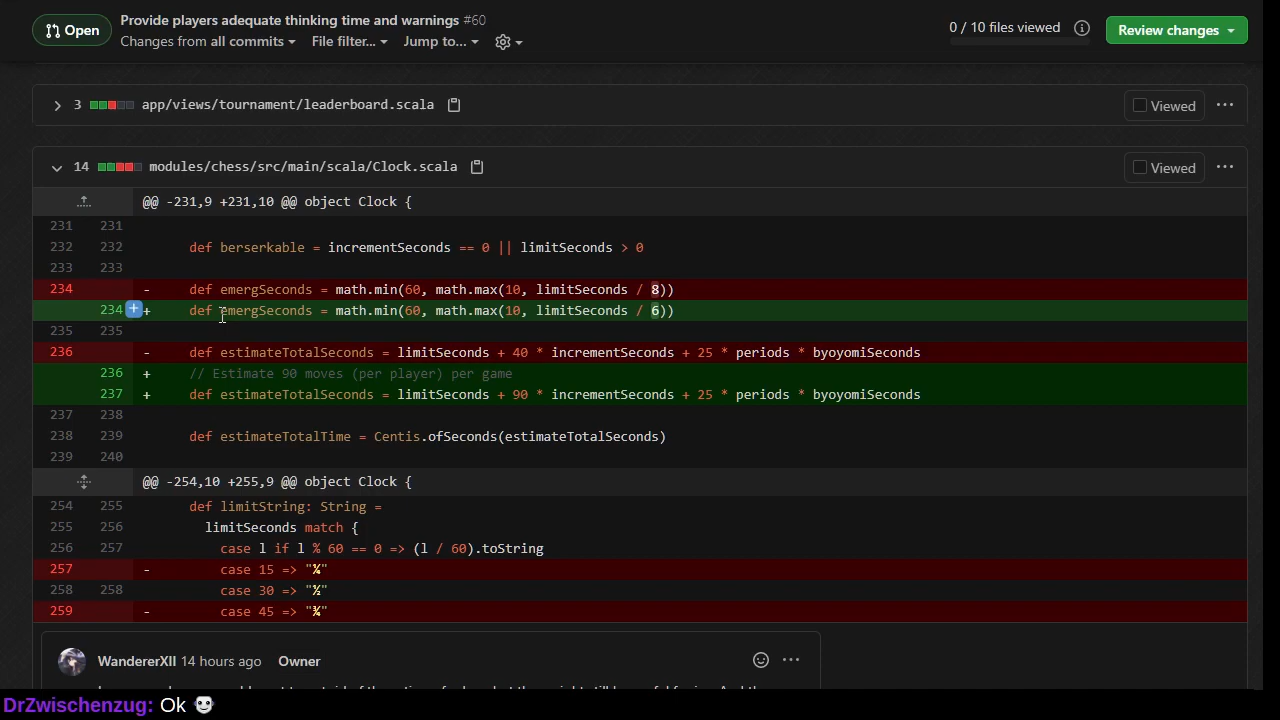 Open
Provide players adequate thinking time and warnings #60
Changes from all commits File filter... Jump to...
0 / 10 files viewed
Review changes
3 app/views/tournament/leaderboard.scala
Viewed
14 modules/chess/src/main/scala/Clock.scala
Viewed
@@ -231,9 +231,10 @@ object Clock {
231 231
232 232 def berserkable = incrementSeconds == 0 || limitSeconds > 0
233 233
234 - def emergSeconds = math.min(60, math.max(10, limitSeconds / 8))
234 + def emergSeconds = math.min(60, math.max(10, limitSeconds / 6))
235 235
236 - def estimateTotalSeconds = limitSeconds + 40 * incrementSeconds + 25 * periods * byoyomiSeconds
236 + // Estimate 90 moves (per player) per game
237 + def estimateTotalSeconds = limitSeconds + 90 * incrementSeconds + 25 * periods * byoyomiSeconds
237 238
238 239 def estimateTotalTime = Centis.ofSeconds(estimateTotalSeconds)
239 240
@@ -254,10 +255,9 @@ object Clock {
254 255 def limitString: String =
255 256 limitSeconds match {
256 257 case l if l % 60 == 0 => (l / 60).toString
257 - case 15 => "¼"
258 258 case 30 => "½"
259 - case 45 => "¾"
WandererXII 14 hours ago Owner
DrZwischenzug: Ok